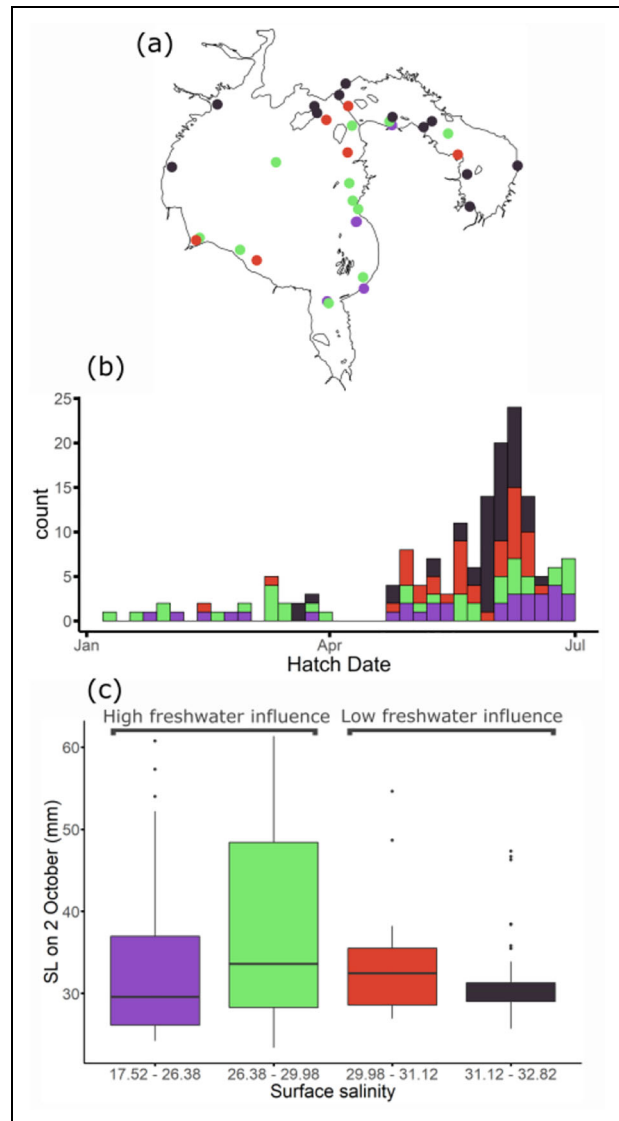 (a)
(b)
25
20
15
10
5
0
count
Jan
Apr
Jul
Hatch Date
(c)
High freshwater influence
Low freshwater influence
60
50
40
30
SL on 2 October (mm)
17.52 - 26.38
26.38 - 29.98
29.98 - 31.12
31.12 - 32.82
Surface salinity